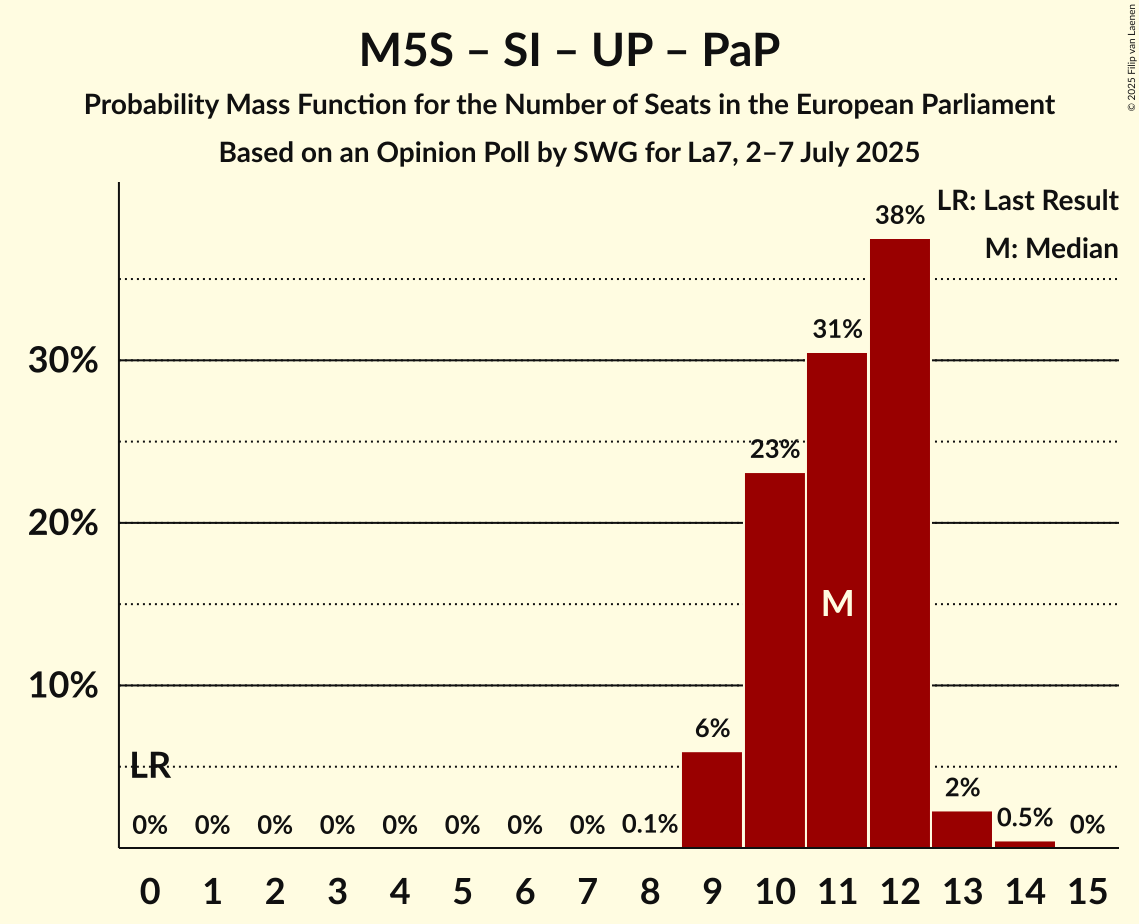 M5S – SI – UP – PaP
Probability Mass Function for the Number of Seats in the European Parliament
Based on an Opinion Poll by SWG for La7, 2–7 July 2025
© 2025 Filip van Laenen
LR: Last Result
M: Median
38%
31%
30%
23%
20%
M
10%
6%
LR
2%
0% 0% 0% 0% 0% 0% 0% 0% 0.1% 0.5% 0%
0 1 2 3 4 5 6 7 8 9 10 11 12 13 14 15